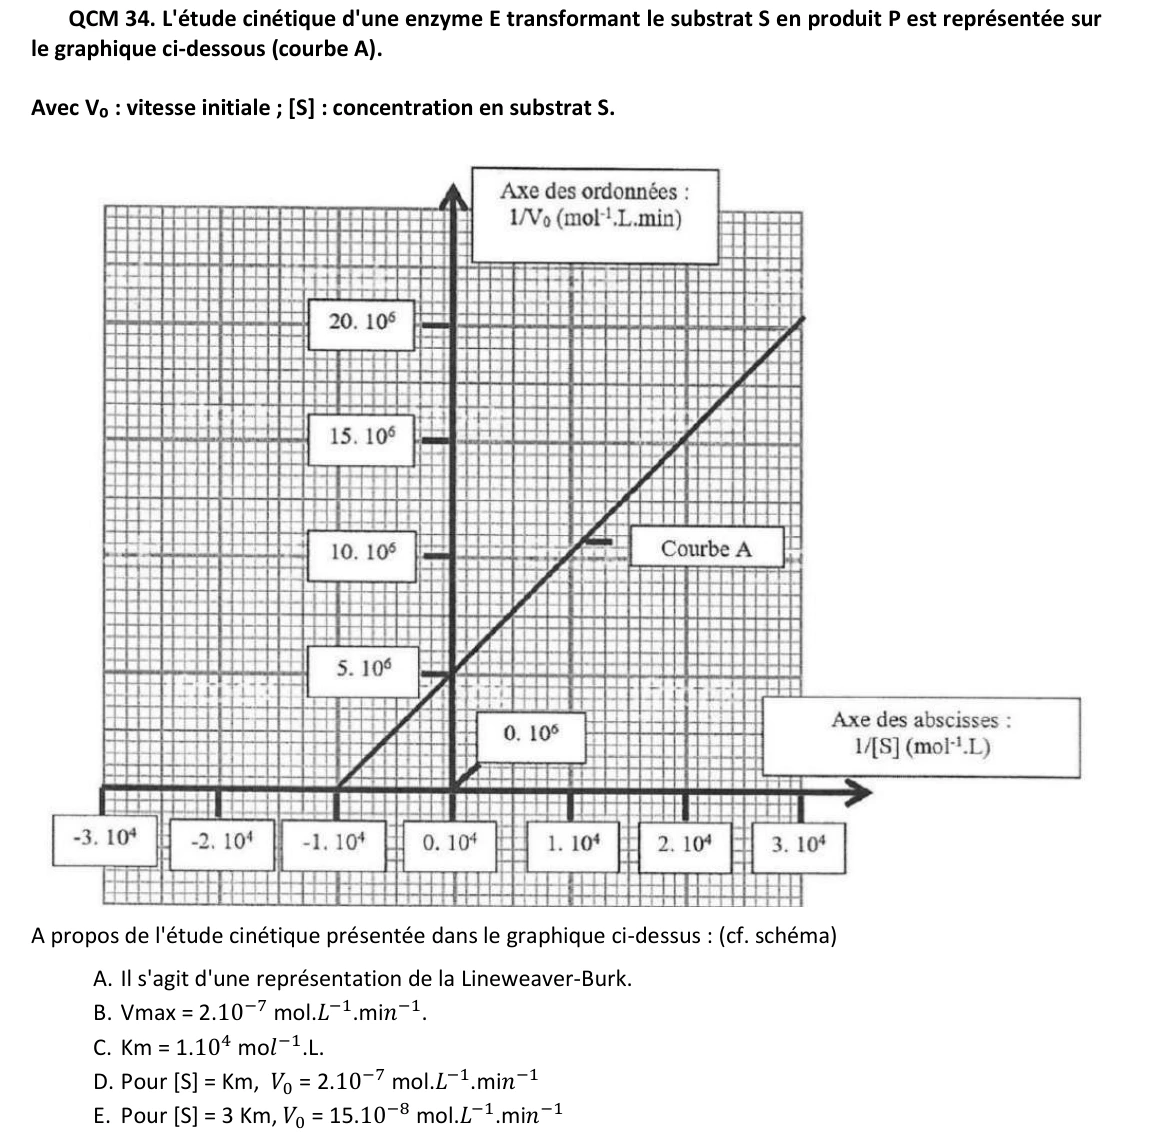 QCM 34. L'étude cinétique d'une enzyme E transformant le substrat S en produit P est représentée sur
le graphique ci-dessous (courbe A).
Avec V₀ : vitesse initiale ; [S] : concentration en substrat S.
Axe des ordonnées :
1/V₀ (mol⁻¹.L.min)
20. 10⁶
15. 10⁶
Courbe A
10. 10⁶
5. 10⁶
0. 10⁶
Axe des abscisses :
1/[S] (mol⁻¹.L)
-3. 10⁴ -2. 10⁴ -1. 10⁴ 0. 10⁴ 1. 10⁴ 2. 10⁴ 3. 10⁴
A propos de l'étude cinétique présentée dans le graphique ci-dessus : (cf. schéma)
A. Il s'agit d'une représentation de la Lineweaver-Burk.
B. Vmax = 2.10⁻⁷ mol.L⁻¹.min⁻¹.
C. Km = 1.10⁴ mol⁻¹.L.
D. Pour [S] = Km, V₀ = 2.10⁻⁷ mol.L⁻¹.min⁻¹
E. Pour [S] = 3 Km, V₀ = 15.10⁻⁸ mol.L⁻¹.min⁻¹